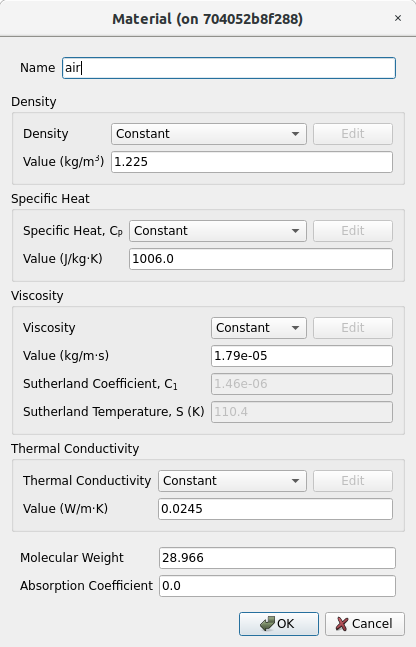 Material (on 704052b8f288) ×
Name air
Density
Density Constant Edit
Value (kg/m³) 1.225
Specific Heat
Specific Heat, Cₚ Constant Edit
Value (J/kg·K) 1006.0
Viscosity
Viscosity Constant Edit
Value (kg/m·s) 1.79e-05
Sutherland Coefficient, C₁ 1.46e-06
Sutherland Temperature, S (K) 110.4
Thermal Conductivity
Thermal Conductivity Constant Edit
Value (W/m·K) 0.0245
Molecular Weight 28.966
Absorption Coefficient 0.0
OK Cancel